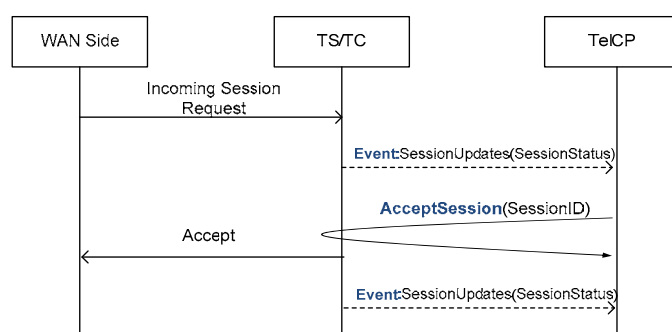 WAN Side
TS/TC
TelCP
Incoming Session
Request
Event:SessionUpdates(SessionStatus)
AcceptSession(SessionID)
Accept
Event:SessionUpdates(SessionStatus)